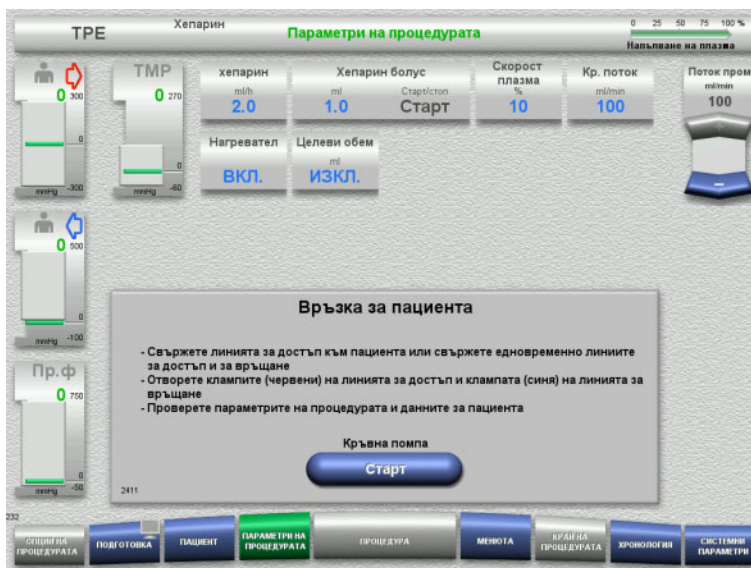 TPE
Хепарин
Параметри на процедурата
0 25 50 75 100 %
Напълване на плазма
0 300
0
mmHg -300
TMP
0 270
0
mmHg -60
хепарин
ml/h
2.0
Хепарин болус
ml Старт/стоп
1.0 Старт
Скорост
плазма
%
10
Кр. поток
ml/min
100
Поток пром
ml/min
100
Нагревател
ВКЛ.
Целеви обем
ml
ИЗКЛ.
0 500
0
mmHg -100
Пр.ф
0 750
0
mmHg -50
Връзка за пациента
- Свържете линията за достъп към пациента или свържете едновременно линиите
за достъп и за връщане
- Отворете клампите (червени) на линията за достъп и клампата (синя) на линията за
връщане
- Проверете параметрите на процедурата и данните за пациента
Кръвна помпа
Старт
2411
232
ОПЦИИ НА
ПРОЦЕДУРАТА
ПОДГОТОВКА
ПАЦИЕНТ
ПАРАМЕТРИ НА
ПРОЦЕДУРАТА
ПРОЦЕДУРА
МЕНЮТА
КРАЙ НА
ПРОЦЕДУРАТА
ХРОНОЛОГИЯ
СИСТЕМНИ
ПАРАМЕТРИ